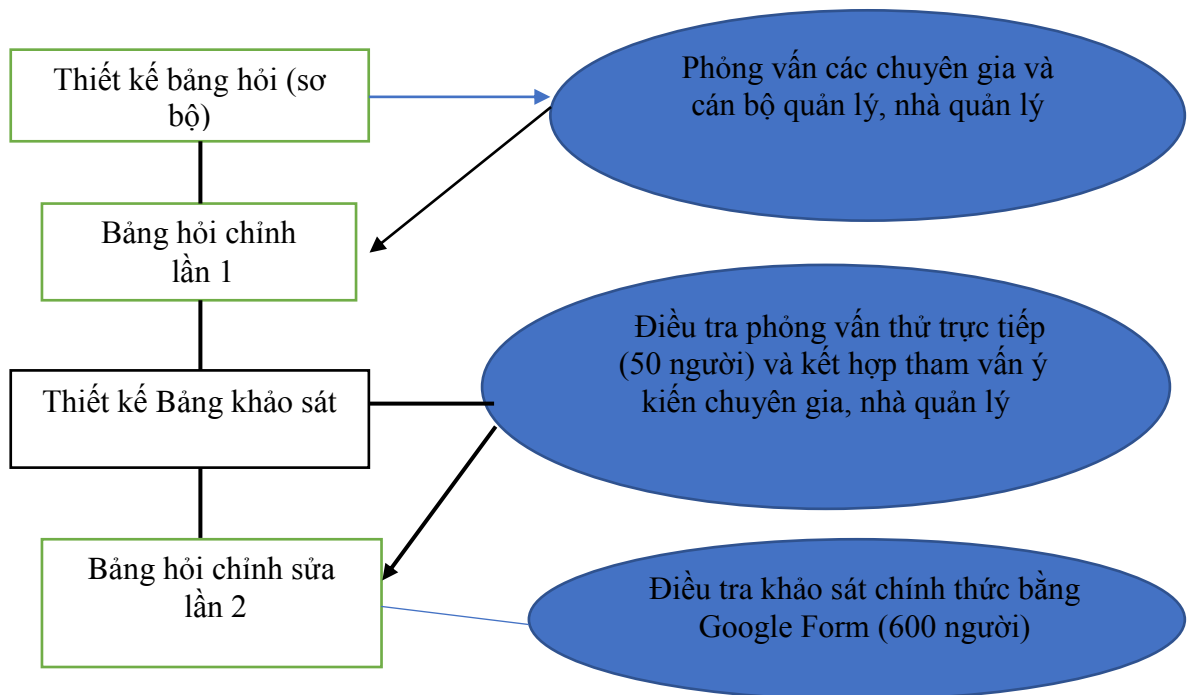 Thiết kế bảng hỏi (sơ
bộ)
Phỏng vấn các chuyên gia và
cán bộ quản lý, nhà quản lý
Bảng hỏi chỉnh
lần 1
Điều tra phỏng vấn thử trực tiếp
(50 người) và kết hợp tham vấn ý
kiến chuyên gia, nhà quản lý
Thiết kế Bảng khảo sát
Bảng hỏi chỉnh sửa
lần 2
Điều tra khảo sát chính thức bằng
Google Form (600 người)